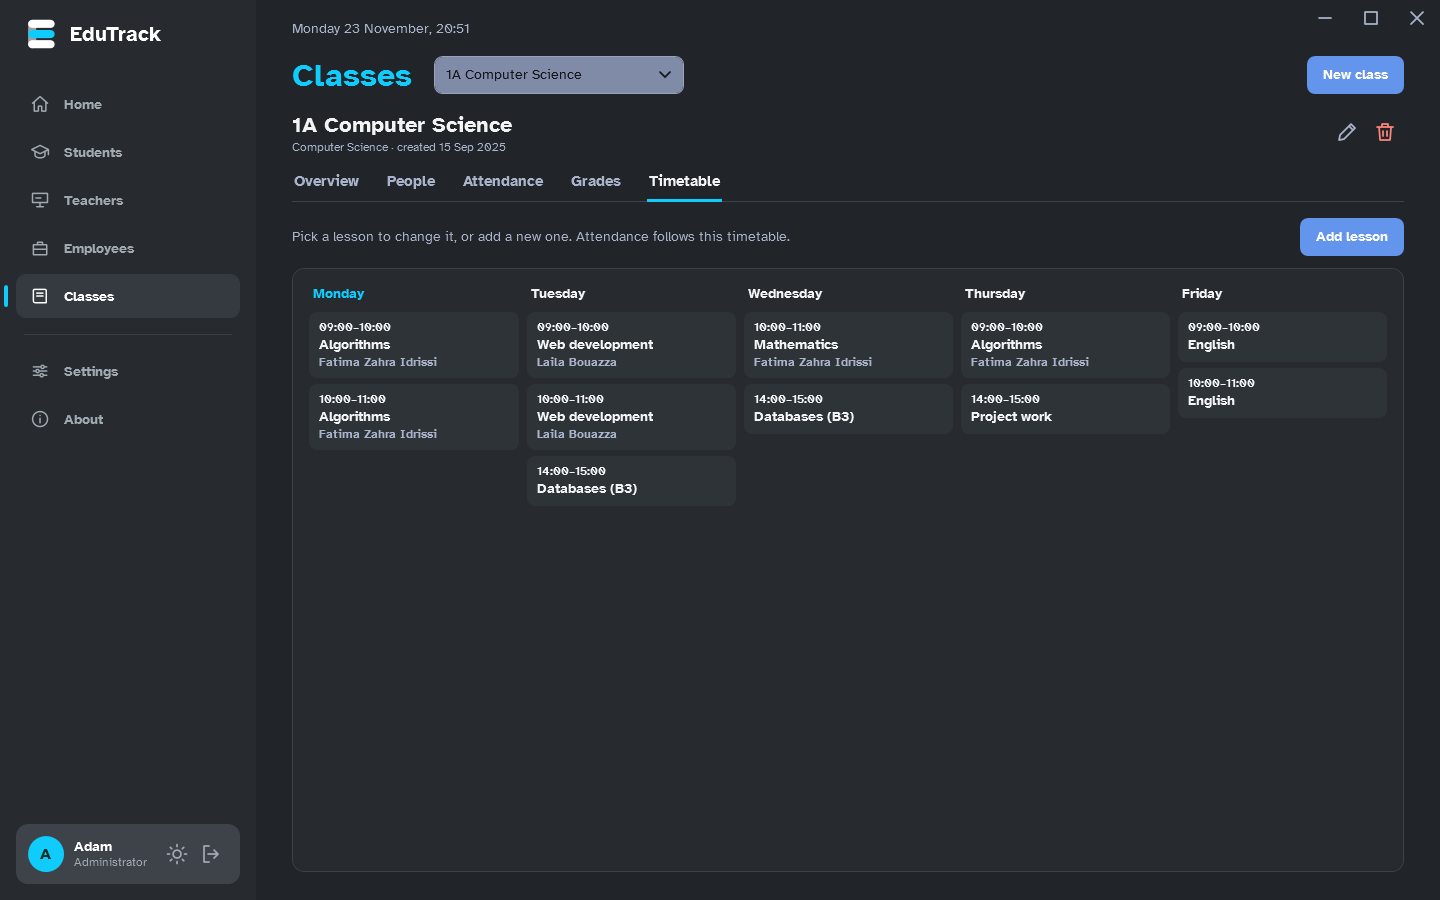 EduTrack
Home
Students
Teachers
Employees
Classes
Settings
About
A
Adam
Administrator
Monday 23 November, 20:51
Classes
1A Computer Science
New class
1A Computer Science
Computer Science · created 15 Sep 2025
Overview People Attendance Grades Timetable
Pick a lesson to change it, or add a new one. Attendance follows this timetable.
Add lesson
Monday
09:00–10:00
Algorithms
Fatima Zahra Idrissi
10:00–11:00
Algorithms
Fatima Zahra Idrissi
Tuesday
09:00–10:00
Web development
Laila Bouazza
10:00–11:00
Web development
Laila Bouazza
14:00–15:00
Databases (B3)
Wednesday
10:00–11:00
Mathematics
Fatima Zahra Idrissi
14:00–15:00
Databases (B3)
Thursday
09:00–10:00
Algorithms
Fatima Zahra Idrissi
14:00–15:00
Project work
Friday
09:00–10:00
English
10:00–11:00
English